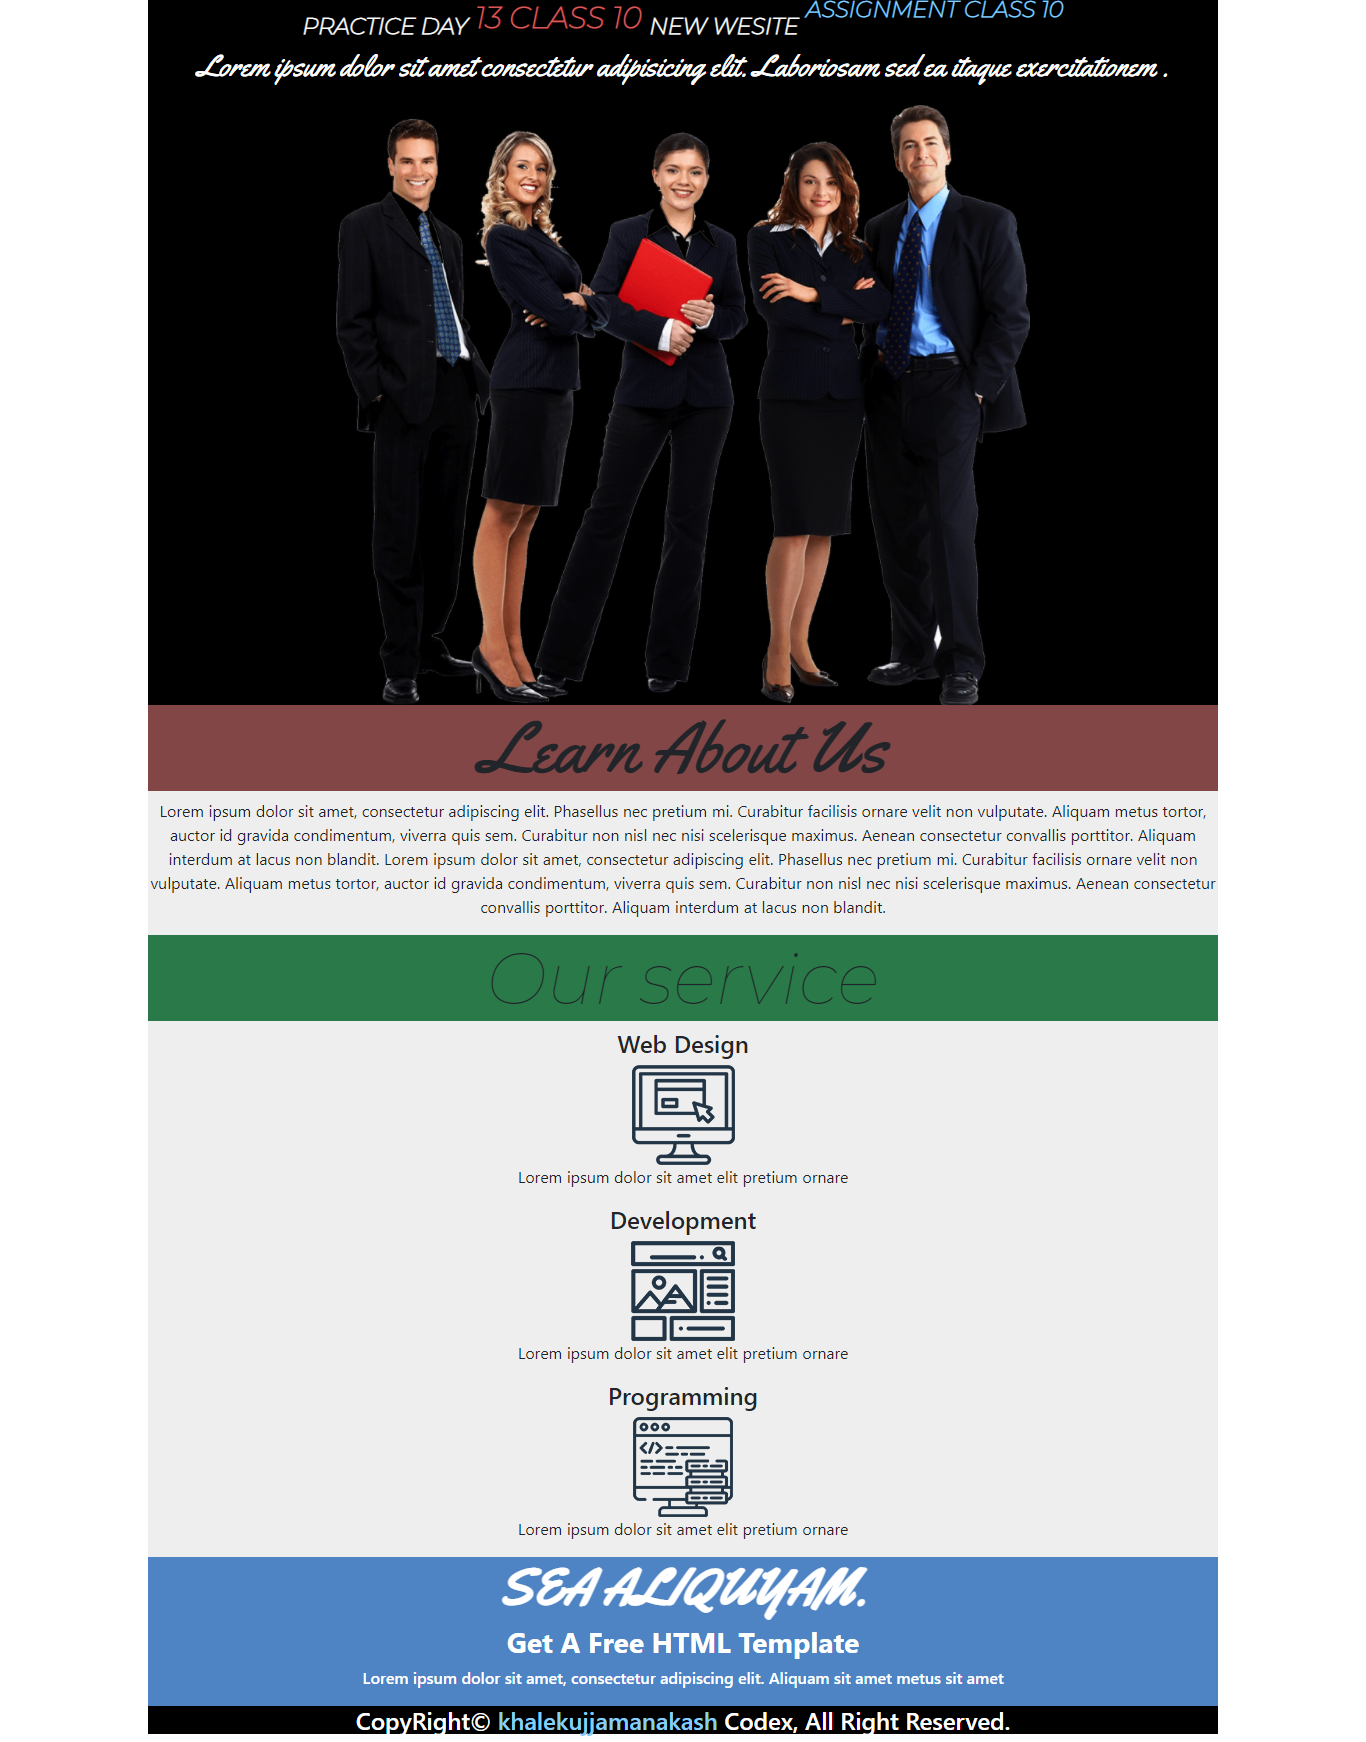 PRACTICE DAY 13 CLASS 10 NEW WESITE ASSIGNMENT CLASS 10
Lorem ipsum dolor sit amet consectetur adipisicing elit. Laboriosam sed ea itaque exercitationem .
Learn About Us
Lorem ipsum dolor sit amet, consectetur adipiscing elit. Phasellus nec pretium mi. Curabitur facilisis ornare velit non vulputate. Aliquam metus tortor,
auctor id gravida condimentum, viverra quis sem. Curabitur non nisl nec nisi scelerisque maximus. Aenean consectetur convallis porttitor. Aliquam
interdum at lacus non blandit. Lorem ipsum dolor sit amet, consectetur adipiscing elit. Phasellus nec pretium mi. Curabitur facilisis ornare velit non
vulputate. Aliquam metus tortor, auctor id gravida condimentum, viverra quis sem. Curabitur non nisl nec nisi scelerisque maximus. Aenean consectetur
convallis porttitor. Aliquam interdum at lacus non blandit.
Our service
Web Design
Lorem ipsum dolor sit amet elit pretium ornare
Development
Lorem ipsum dolor sit amet elit pretium ornare
Programming
</>
Lorem ipsum dolor sit amet elit pretium ornare
SEA ALIQUYAM.
Get A Free HTML Template
Lorem ipsum dolor sit amet, consectetur adipiscing elit. Aliquam sit amet metus sit amet
CopyRight© khalekujjamanakash Codex, All Right Reserved.